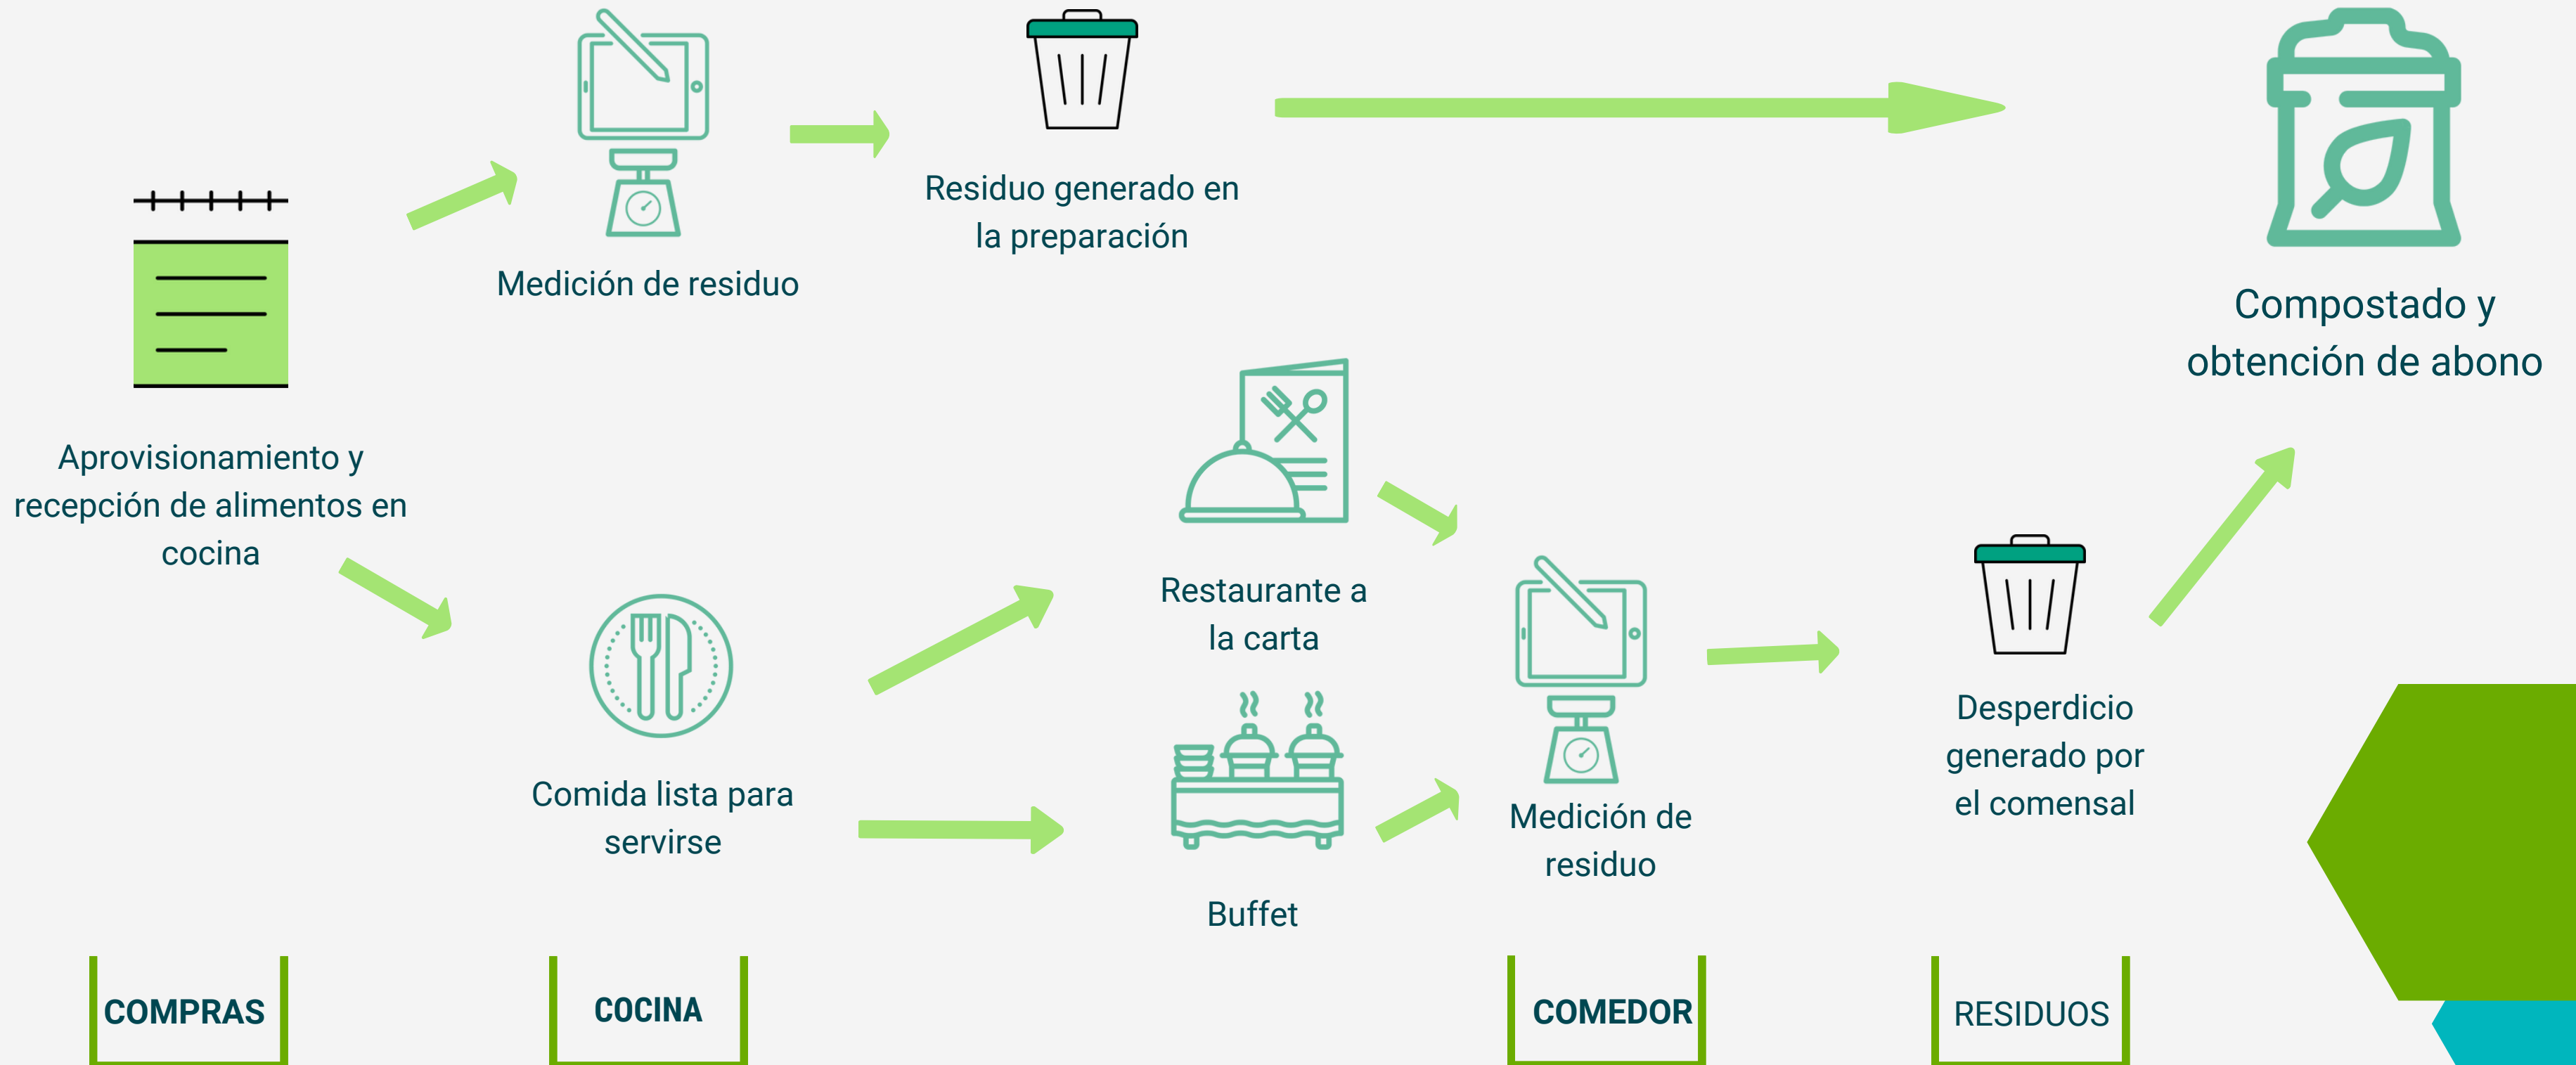 Medición de residuo
Residuo generado en
la preparación
Compostado y
obtención de abono
Aprovisionamiento y
recepción de alimentos en
cocina
Comida lista para
servirse
Restaurante a
la carta
Buffet
Medición de
residuo
Desperdicio
generado por
el comensal
COMPRAS
COCINA
COMEDOR
RESIDUOS